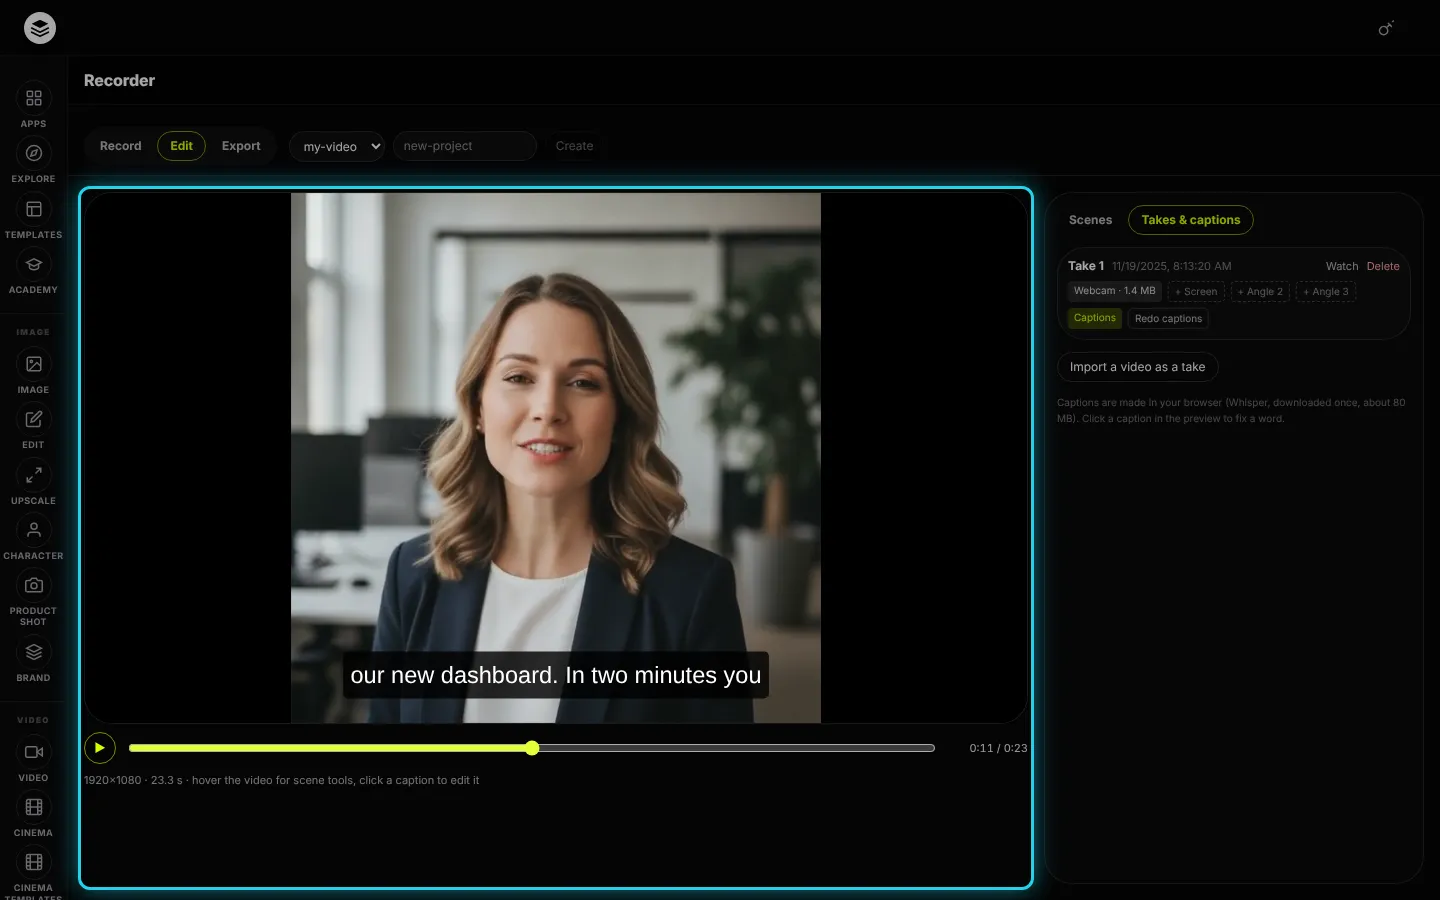 Recorder
Record Edit Export my-video new-project Create
APPS
EXPLORE
TEMPLATES
ACADEMY
IMAGE
IMAGE
EDIT
UPSCALE
CHARACTER
PRODUCT
SHOT
BRAND
VIDEO
VIDEO
CINEMA
CINEMA
TEMPLATES
our new dashboard. In two minutes you
0:11 / 0:23
1920×1080 · 23.3 s · hover the video for scene tools, click a caption to edit it
Scenes Takes & captions
Take 1 11/19/2025, 8:13:20 AM Watch Delete
Webcam · 1.4 MB + Screen + Angle 2 + Angle 3
Captions Redo captions
Import a video as a take
Captions are made in your browser (Whisper, downloaded once, about 80
MB). Click a caption in the preview to fix a word.